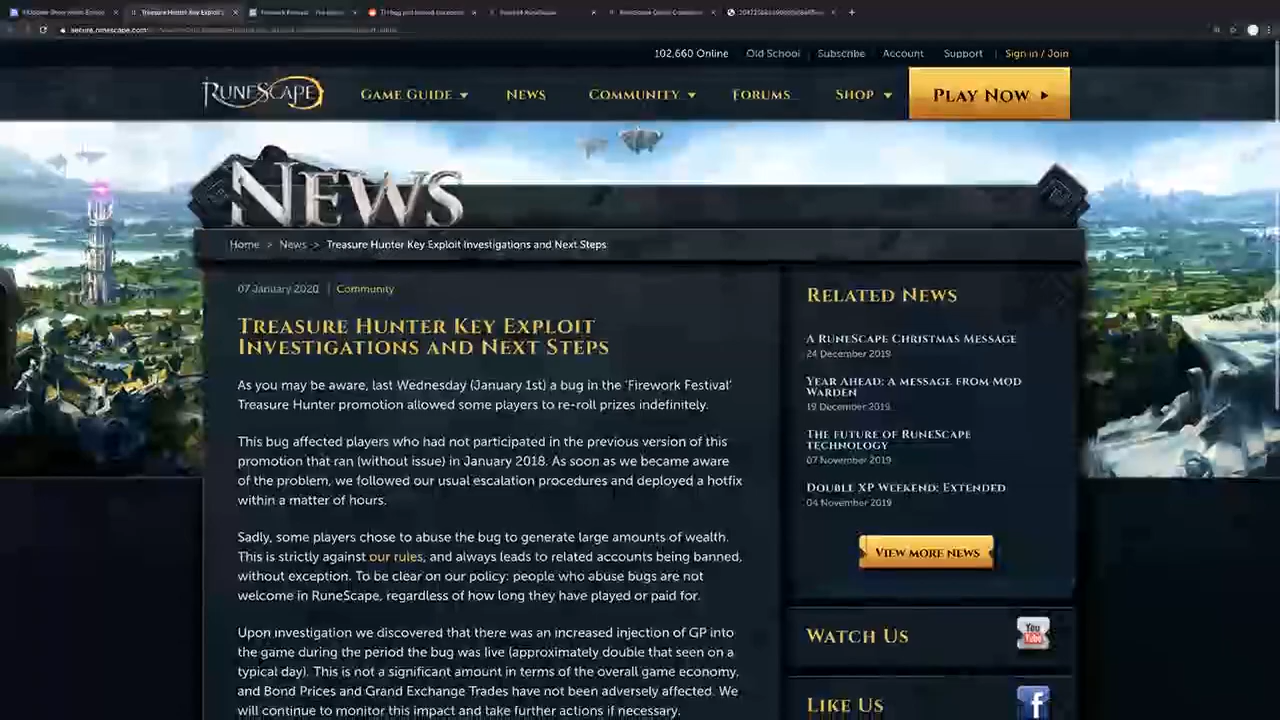 Treasure Hunter Key Exploit
secure.runescape.com
102,660 Online
Old School
Subscribe
Account
Support
Sign in / Join
RuneScape
Game Guide
News
Community
Forums
Shop
Play Now
News
Home > News > Treasure Hunter Key Exploit Investigations and Next Steps
07 January 2020 | Community
Treasure Hunter Key Exploit
Investigations and Next Steps
As you may be aware, last Wednesday (January 1st) a bug in the 'Firework Festival'
Treasure Hunter promotion allowed some players to re-roll prizes indefinitely.
This bug affected players who had not participated in the previous version of this
promotion that ran (without issue) in January 2018. As soon as we became aware
of the problem, we followed our usual escalation procedures and deployed a hotfix
within a matter of hours.
Sadly, some players chose to abuse the bug to generate large amounts of wealth.
This is strictly against our rules, and always leads to related accounts being banned,
without exception. To be clear on our policy: people who abuse bugs are not
welcome in RuneScape, regardless of how long they have played or paid for.
Upon investigation we discovered that there was an increased injection of GP into
the game during the period the bug was live (approximately double that seen on a
typical day). This is not a significant amount in terms of the overall game economy,
and Bond Prices and Grand Exchange Trades have not been adversely affected. We
will continue to monitor this impact and take further actions if necessary.
Related News
A RuneScape Christmas Message
24 December 2019
Year Ahead: A message from Mod
Warden
19 December 2019
The future of RuneScape
technology
07 November 2019
Double XP Weekend: Extended
04 November 2019
View More News
Watch Us
You
Tube
Like Us
f